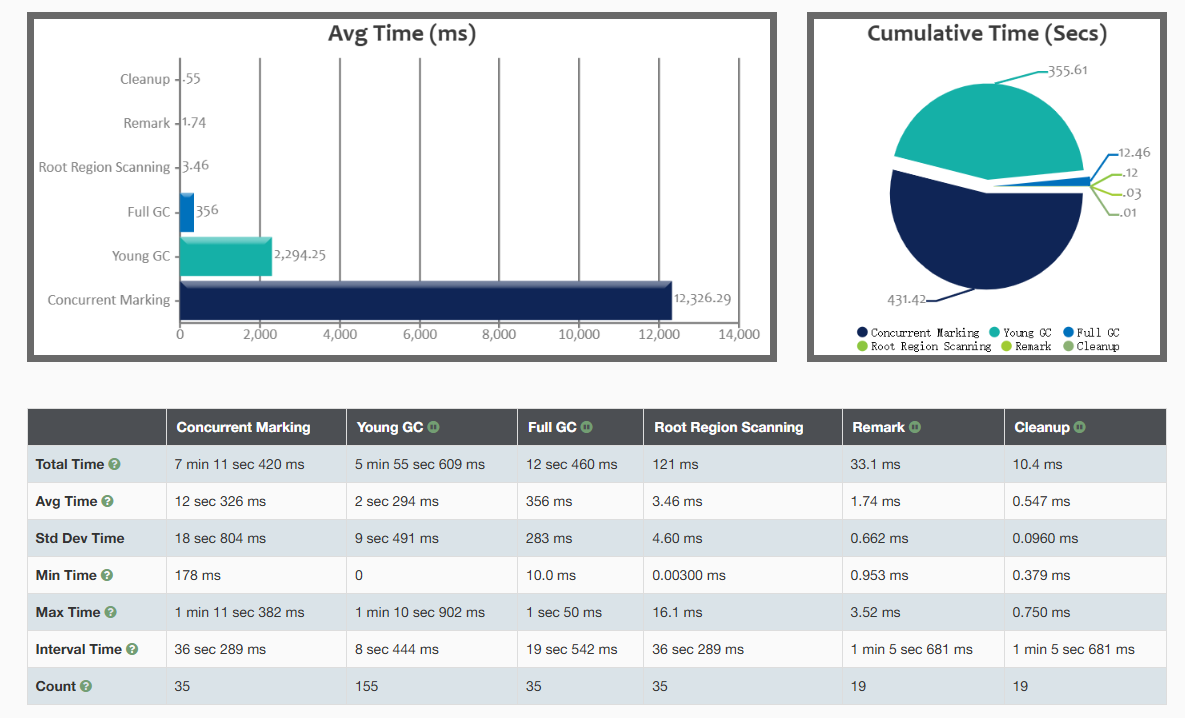 Avg Time (ms)
Cleanup
.55
Remark
1.74
Root Region Scanning
3.46
Full GC
356
Young GC
2,294.25
Concurrent Marking
12,326.29
0 2,000 4,000 6,000 8,000 10,000 12,000 14,000
Cumulative Time (Secs)
355.61
12.46
.12
.03
.01
431.42
Concurrent Marking Young GC Full GC
Root Region Scanning Remark Cleanup
Concurrent Marking Young GC Full GC Root Region Scanning Remark Cleanup
Total Time ? 7 min 11 sec 420 ms 5 min 55 sec 609 ms 12 sec 460 ms 121 ms 33.1 ms 10.4 ms
Avg Time ? 12 sec 326 ms 2 sec 294 ms 356 ms 3.46 ms 1.74 ms 0.547 ms
Std Dev Time 18 sec 804 ms 9 sec 491 ms 283 ms 4.60 ms 0.662 ms 0.0960 ms
Min Time ? 178 ms 0 10.0 ms 0.00300 ms 0.953 ms 0.379 ms
Max Time ? 1 min 11 sec 382 ms 1 min 10 sec 902 ms 1 sec 50 ms 16.1 ms 3.52 ms 0.750 ms
Interval Time ? 36 sec 289 ms 8 sec 444 ms 19 sec 542 ms 36 sec 289 ms 1 min 5 sec 681 ms 1 min 5 sec 681 ms
Count ? 35 155 35 35 19 19